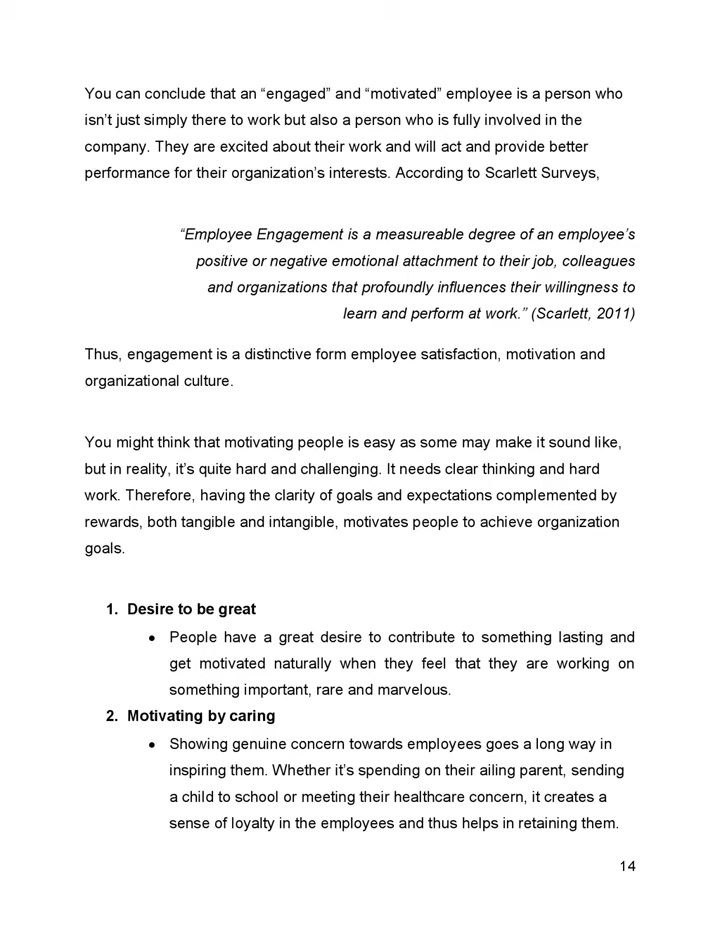 You can conclude that an “engaged” and “motivated” employee is a person who
isn’t just simply there to work but also a person who is fully involved in the
company. They are excited about their work and will act and provide better
performance for their organization’s interests. According to Scarlett Surveys,
“Employee Engagement is a measureable degree of an employee’s
positive or negative emotional attachment to their job, colleagues
and organizations that profoundly influences their willingness to
learn and perform at work.” (Scarlett, 2011)
Thus, engagement is a distinctive form employee satisfaction, motivation and
organizational culture.
You might think that motivating people is easy as some may make it sound like,
but in reality, it’s quite hard and challenging. It needs clear thinking and hard
work. Therefore, having the clarity of goals and expectations complemented by
rewards, both tangible and intangible, motivates people to achieve organization
goals.
1. Desire to be great
• People have a great desire to contribute to something lasting and
get motivated naturally when they feel that they are working on
something important, rare and marvelous.
2. Motivating by caring
• Showing genuine concern towards employees goes a long way in
inspiring them. Whether it’s spending on their ailing parent, sending
a child to school or meeting their healthcare concern, it creates a
sense of loyalty in the employees and thus helps in retaining them.
14